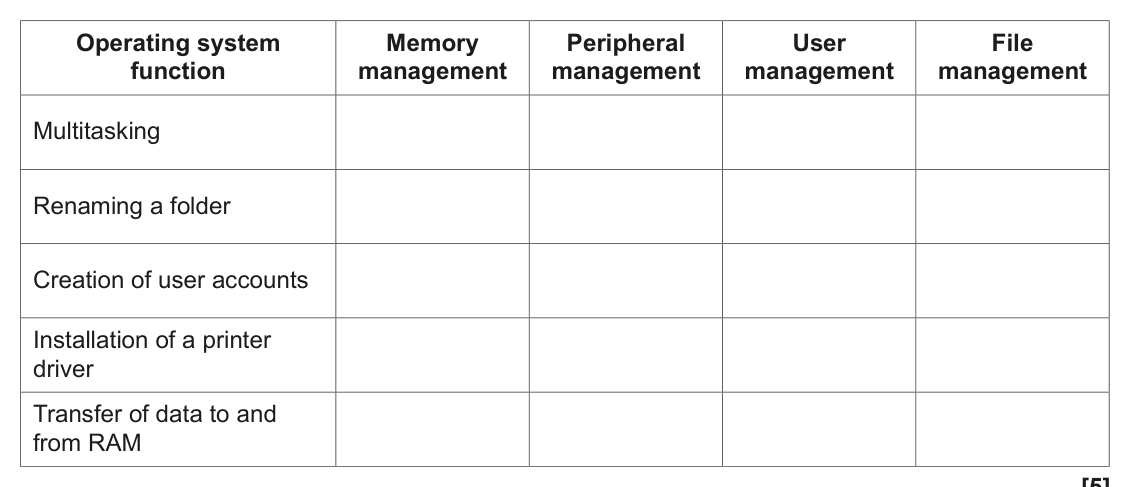 Operating system function
Memory management
Peripheral management
User management
File management
Multitasking
Renaming a folder
Creation of user accounts
Installation of a printer
driver
Transfer of data to and
from RAM
[5]